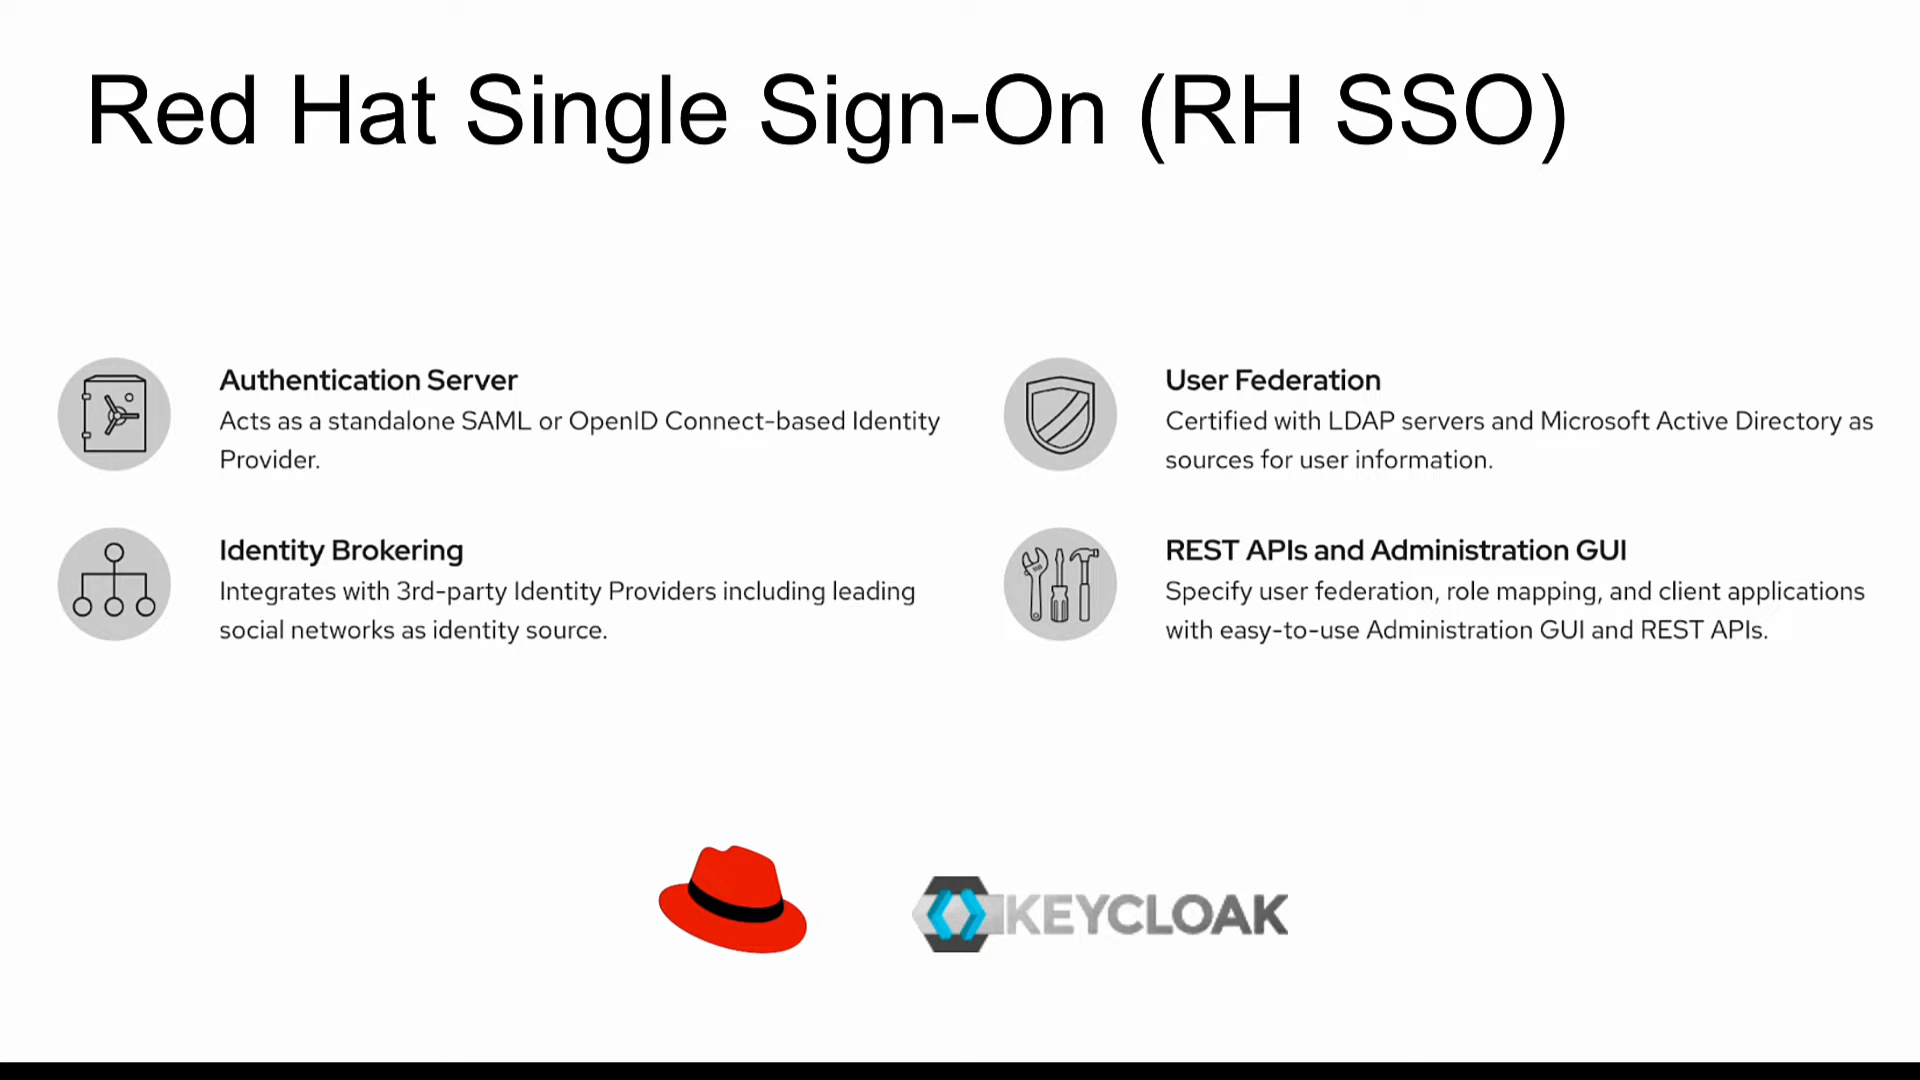 Red Hat Single Sign-On (RH SSO)
Authentication Server
Acts as a standalone SAML or OpenID Connect-based Identity
Provider.
User Federation
Certified with LDAP servers and Microsoft Active Directory as
sources for user information.
Identity Brokering
Integrates with 3rd-party Identity Providers including leading
social networks as identity source.
REST APIs and Administration GUI
Specify user federation, role mapping, and client applications
with easy-to-use Administration GUI and REST APIs.
KEYCLOAK